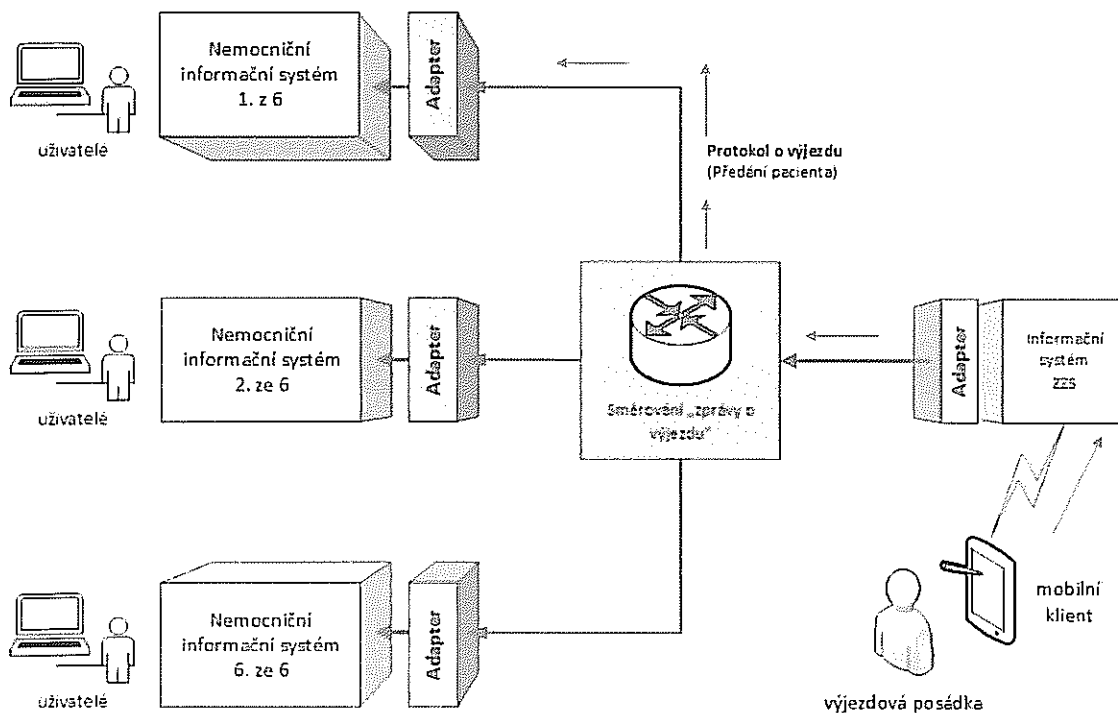 Nemocniční
informační systém
1. z 6
Adapter
uživatelé
Protokol o výjezdu
(Předání pacienta)
Nemocniční
informační systém
2. ze 6
Adapter
uživatelé
Směrování „zprávy o
výjezdu“
Adapter
Informační
systém
ZZS
Nemocniční
informační systém
6. ze 6
Adapter
uživatelé
mobilní
klient
výjezdová posádka